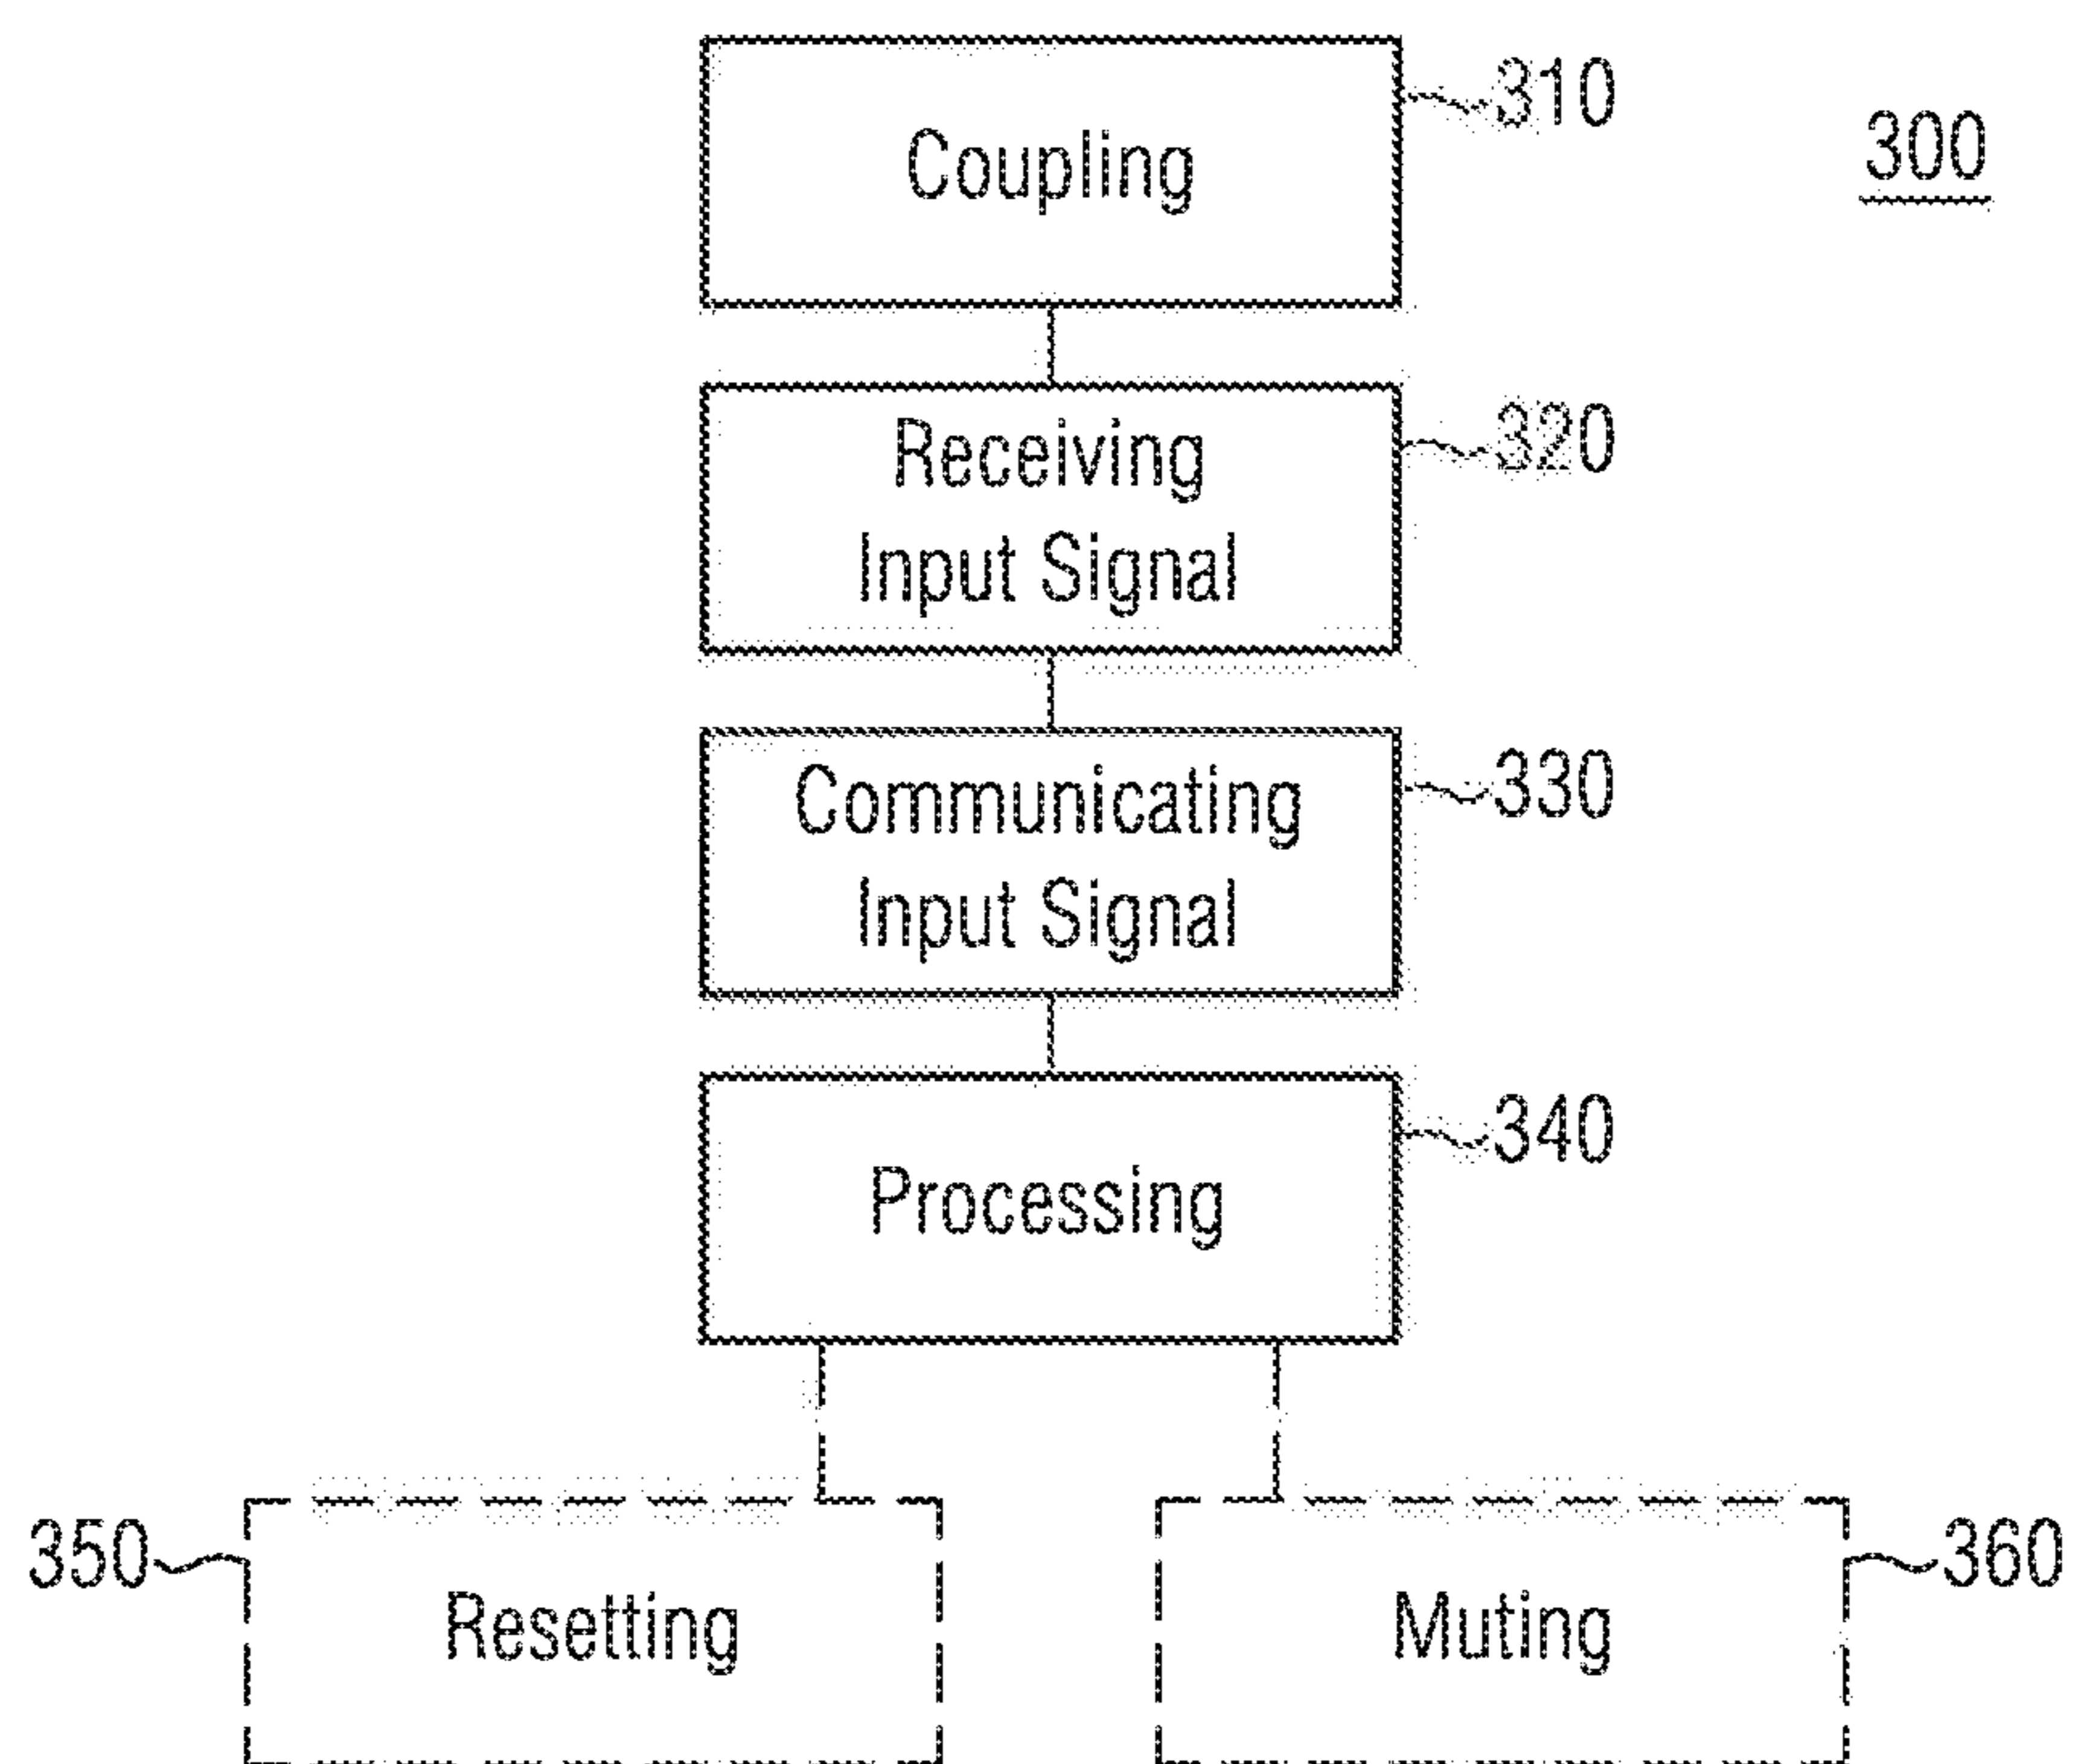 310
300
Coupling
320
Receiving
Input Signal
330
Communicating
Input Signal
340
Processing
350
360
Resetting
Muting